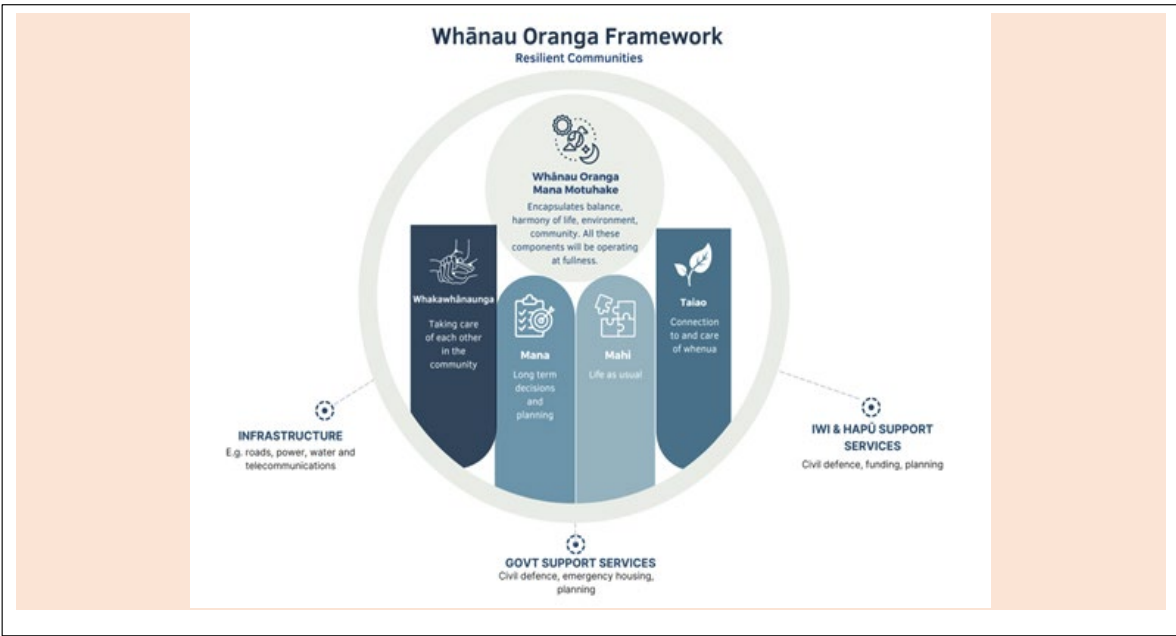 Whānau Oranga Framework
Resilient Communities
Whānau Oranga
Mana Motuhake
Encapsulates balance,
harmony of life, environment,
community. All these
components will be operating
at fullness.
Whakawhānaunga
Taking care
of each other
in the
community
Mana
Long term
decisions
and
planning
Mahi
Life as usual
Taiao
Connection
to and care
of whenua
INFRASTRUCTURE
E.g. roads, power, water and
telecommunications
IWI & HAPŪ SUPPORT
SERVICES
Civil defence, funding, planning
GOVT SUPPORT SERVICES
Civil defence, emergency housing,
planning